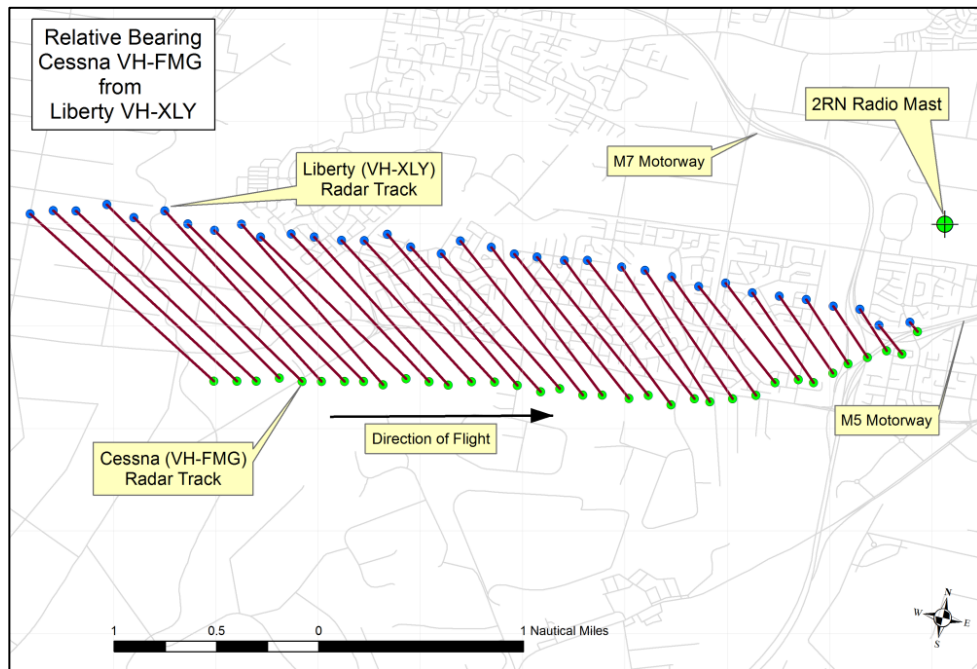 Relative Bearing
Cessna VH-FMG
from
Liberty VH-XLY
2RN Radio Mast
M7 Motorway
Liberty (VH-XLY)
Radar Track
Direction of Flight
M5 Motorway
Cessna (VH-FMG)
Radar Track
1 0.5 0 1 Nautical Miles
N
W
E
S